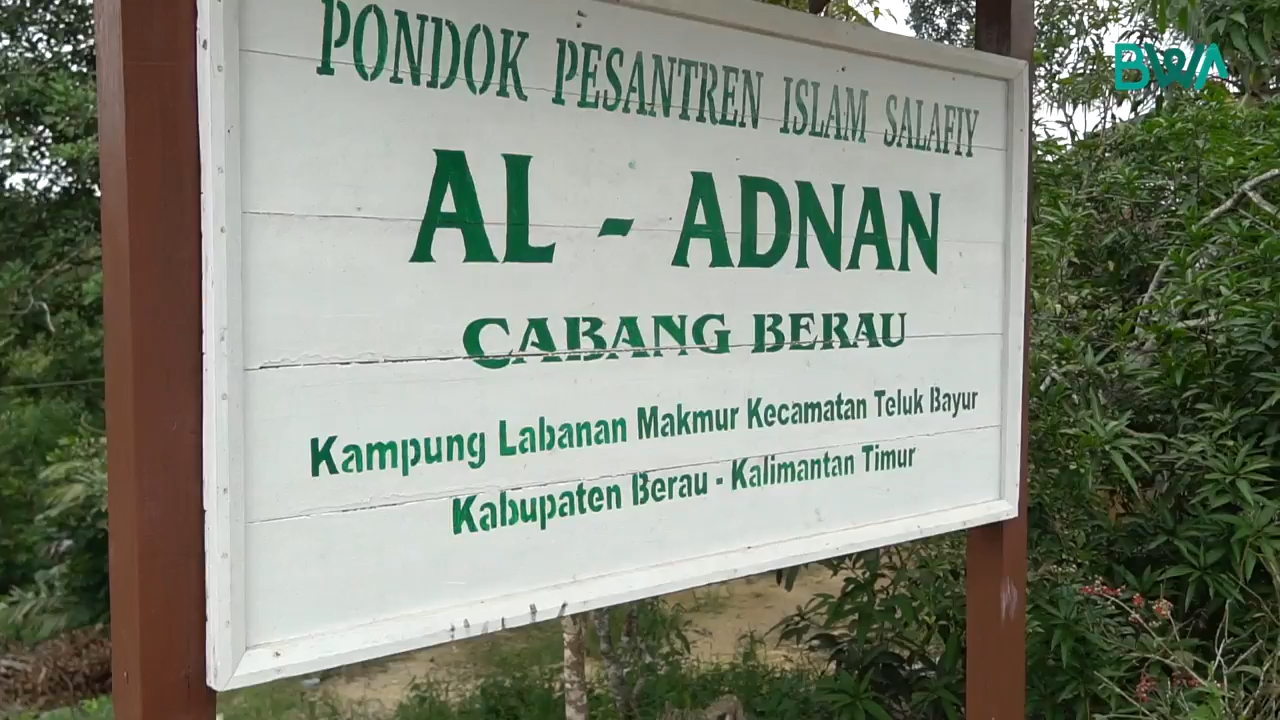 BWA
PONDOK PESANTREN ISLAM SALAFIY
AL - ADNAN
CABANG BERAU
Kampung Labanan Makmur Kecamatan Teluk Bayur
Kabupaten Berau - Kalimantan Timur